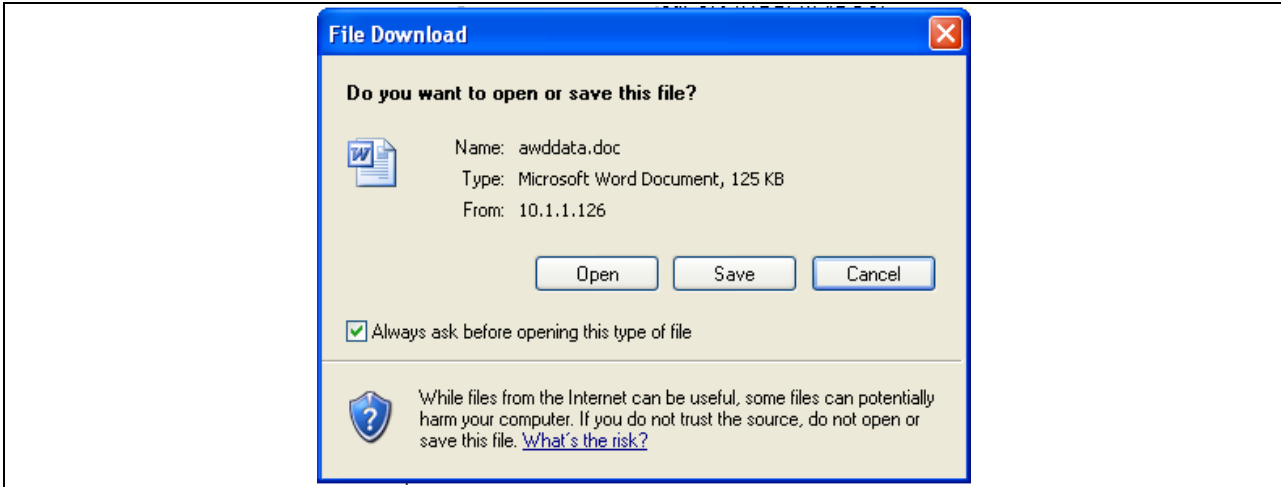 File Download
Do you want to open or save this file?
Name: awddata.doc
Type: Microsoft Word Document, 125 KB
From: 10.1.1.126
Open Save Cancel
Always ask before opening this type of file
While files from the Internet can be useful, some files can potentially
harm your computer. If you do not trust the source, do not open or
save this file. What's the risk?